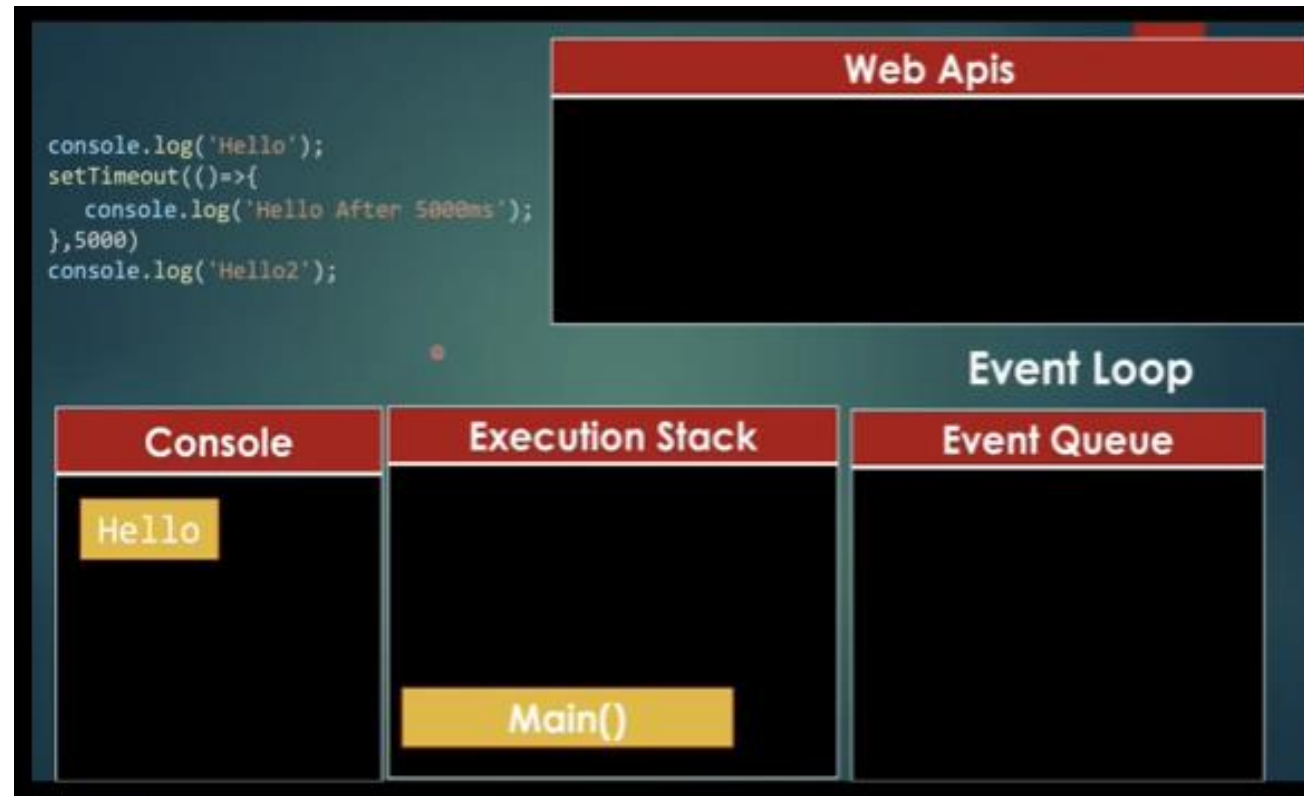 Web Apis
console.log('Hello');
setTimeout(()=>{
console.log('Hello After 5000ms');
},5000)
console.log('Hello2');
Event Loop
Console
Execution Stack
Event Queue
Hello
Main()